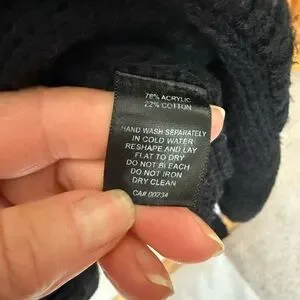 78% ACRYLIC
22% COTTON
HAND WASH SEPARATELY
IN COLD WATER
RESHAPE AND LAY
FLAT TO DRY
DO NOT BLEACH
DO NOT IRON
DRY CLEAN
CA# 00234